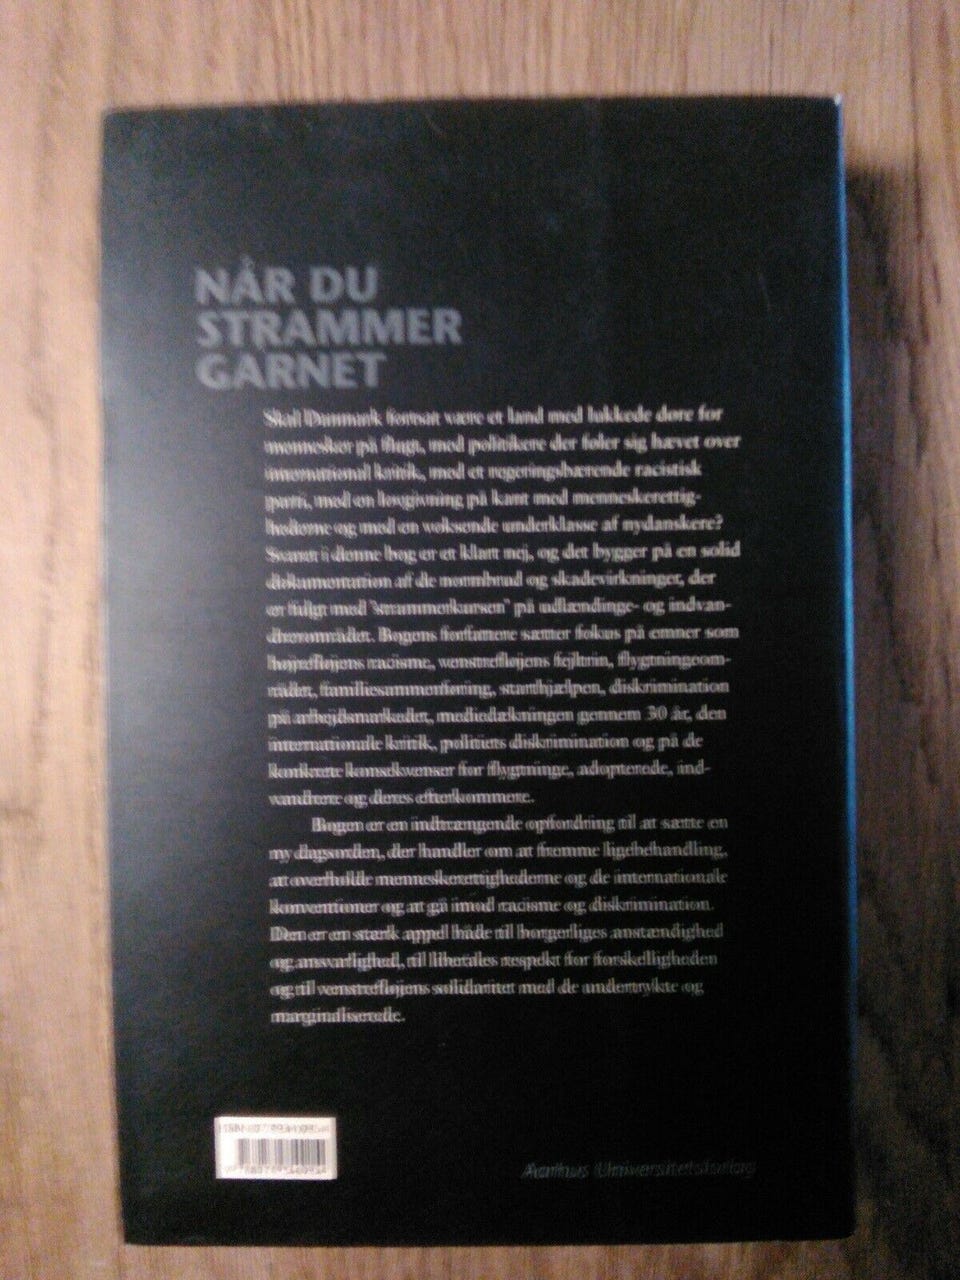 NÅR DU
STRAMMER
GARNET
Skal Danmark fortsat være et land med lukkede døre for
mennesker på flugt, med politikere der føler sig hævet over
international kritik, med et regeringsbærende racistisk
parti, med en lovgivning på kant med menneskerettig-
hederne og med en voksende underklasse af nydanskere?
Svaret i denne bog er et klart nej, og det bygger på en solid
dokumentation af de normbrud og skadevirkninger, der
er fulgt med "strammerkursen" på udlændinge- og indvan-
drerområdet. Bogens forfattere sætter fokus på emner som
højrefløjens racisme, venstrefløjens fejltrin, flygtningeom-
rådet, familiesammenføring, starthjælpen, diskrimination
på arbejdsmarkedet, mediedækningen gennem 30 år, den
internationale kritik, politiets diskrimination og på de
konkrete konsekvenser for flygtninge, adopterede, ind-
vandrere og deres efterkommere.
Bogen er en indtrængende opfordring til at sætte en
ny dagsorden, der handler om at fremme ligebehandling,
at overholde menneskerettighederne og de internationale
konventioner og at gå imod racisme og diskrimination.
Den er en stærk appel både til borgerliges anstændighed
og ansvarlighed, til liberales respekt for forskelligheden
og til venstrefløjens solidaritet med de undertrykte og
marginaliserede.
Aarhus Universitetsforlag